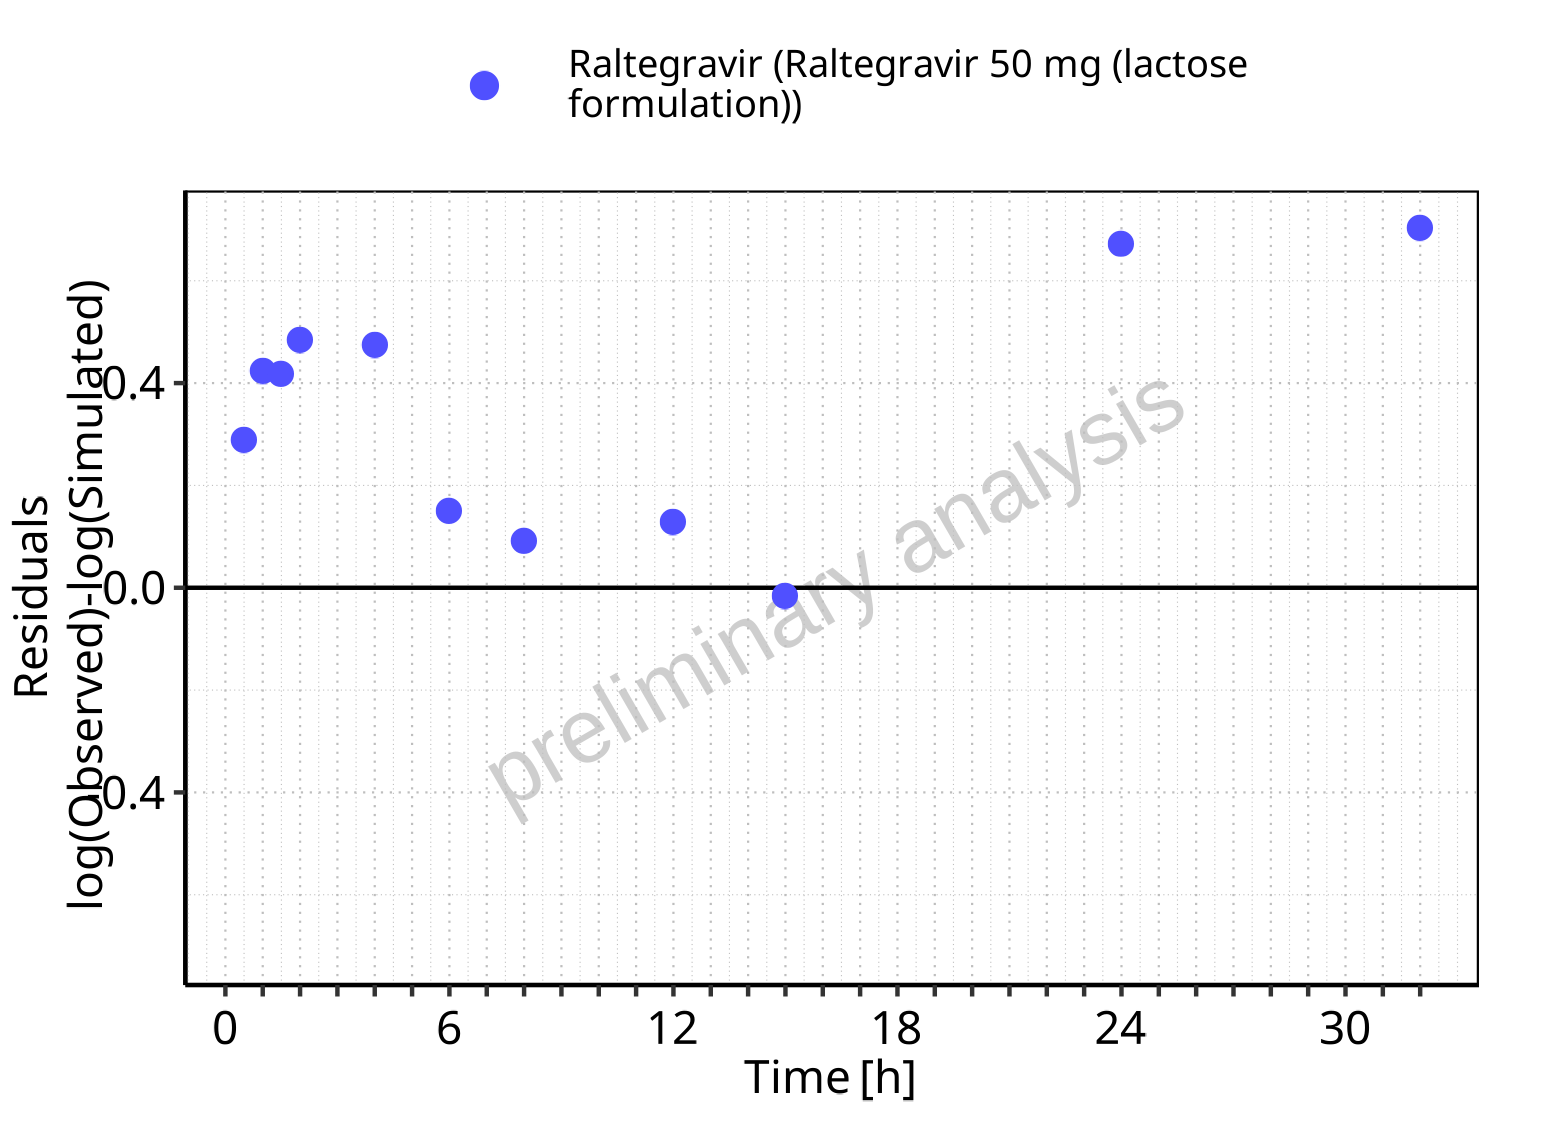 Raltegravir (Raltegravir 50 mg (lactose
formulation))
Residuals
log(Observed)-log(Simulated)
0.4
0.0
-0.4
preliminary analysis
0 6 12 18 24 30
Time [h]